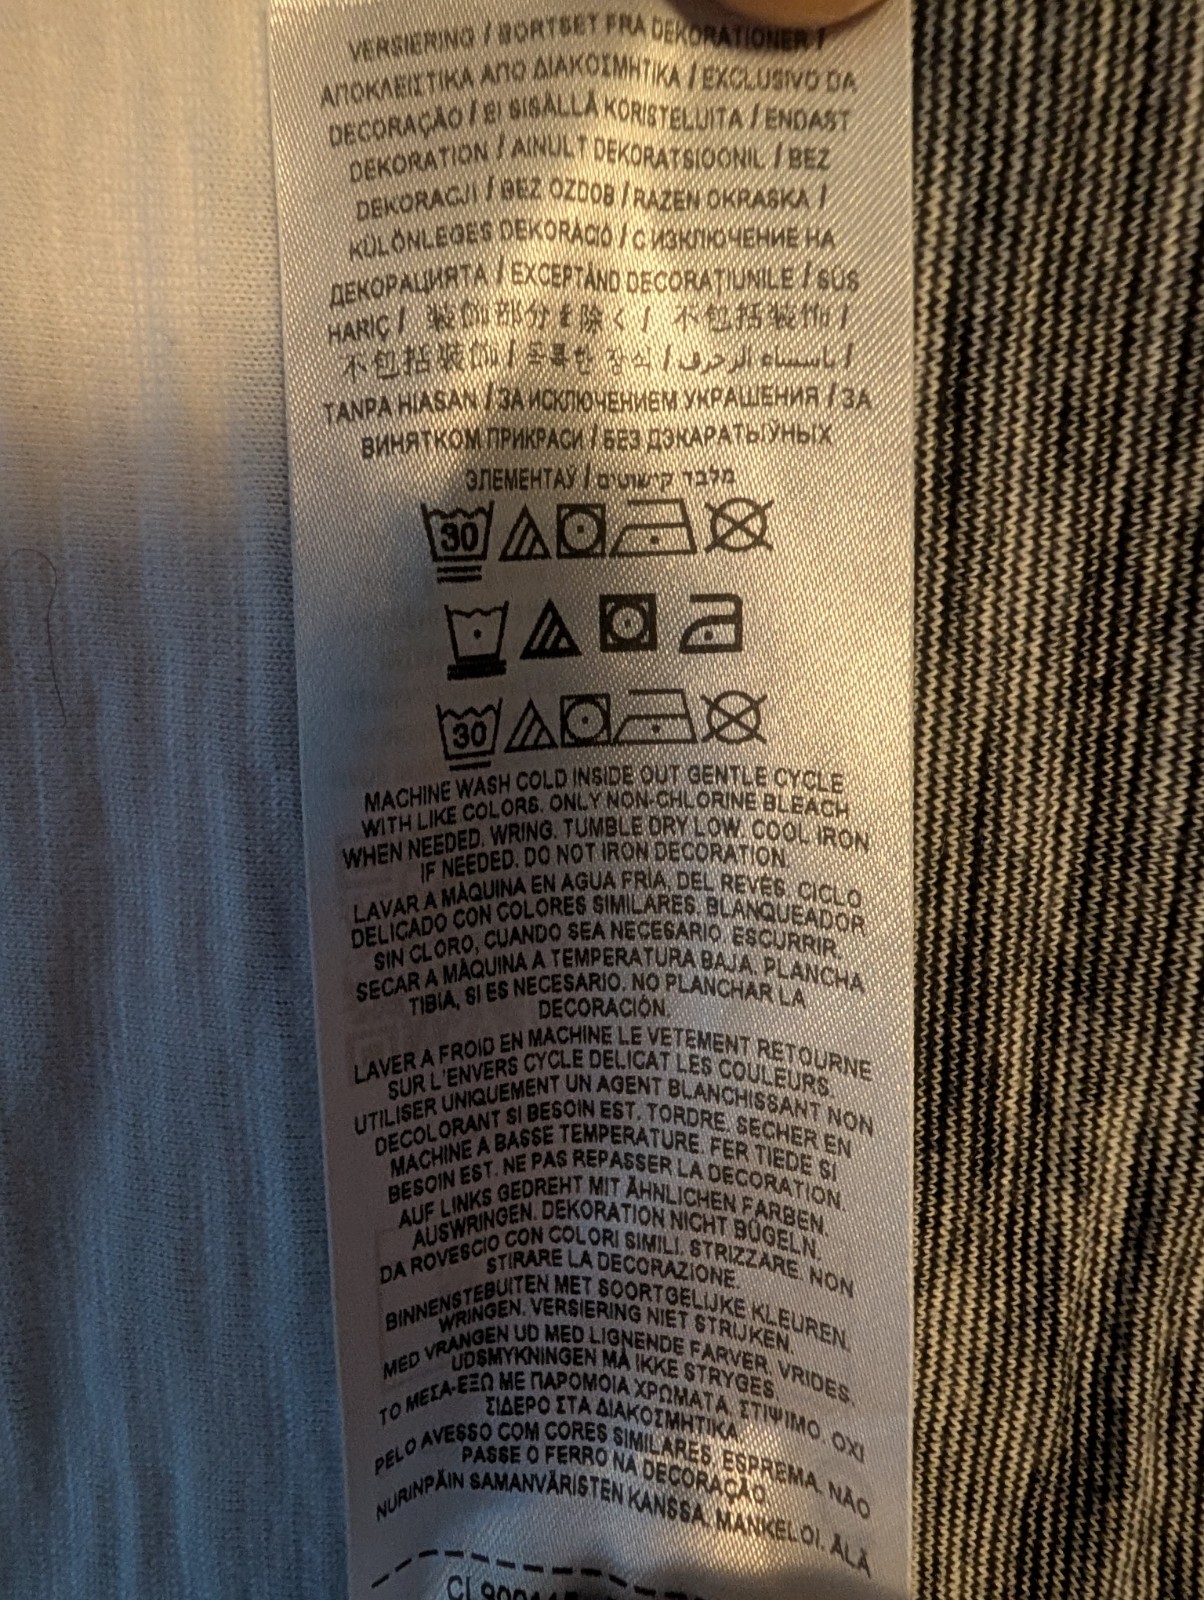 VERSIERING / BORTSET FRA DEKORATIONER /
ΑΠΟΚΛΕΙΣΤΙΚΑ ΑΠΟ ΔΙΑΚΟΣΜΗΤΙΚΑ / EXCLUSIVO DA
DECORAÇÃO / EI SISÄLLÄ KORISTELUITA / ENDAST
DEKORATION / AINULT DEKORATSIOONIL / BEZ
DEKORACJI / BEZ OZDOB / RAZEN OKRASKA /
KÜLÖNLEGES DEKORÁCIÓ / С ИЗКЛЮЧЕНИЕ НА
ДЕКОРАЦИЯТА / EXCEPTÂND DECORAȚIUNILE / SÜS
HARİÇ / 装飾部分を除く / 不包括装饰 /
不包括裝飾 / 독특한 장식 / باستثناء الزخرف /
TANPA HIASAN / ЗА ИСКЛЮЧЕНИЕМ УКРАШЕНИЯ / ЗА
ВИНЯТКОМ ПРИКРАСИ / БЕЗ ДЭКАРАТЫЎНЫХ
ЭЛЕМЕНТАЎ / מלבד קישוטים
30
30
MACHINE WASH COLD INSIDE OUT GENTLE CYCLE
WITH LIKE COLORS. ONLY NON-CHLORINE BLEACH
WHEN NEEDED. WRING. TUMBLE DRY LOW. COOL IRON
IF NEEDED. DO NOT IRON DECORATION.
LAVAR A MÁQUINA EN AGUA FRÍA, DEL REVÉS. CICLO
DELICADO CON COLORES SIMILARES. BLANQUEADOR
SIN CLORO, CUANDO SEA NECESARIO. ESCURRIR.
SECAR A MÁQUINA A TEMPERATURA BAJA. PLANCHA
TIBIA, SI ES NECESARIO. NO PLANCHAR LA
DECORACIÓN.
LAVER A FROID EN MACHINE LE VETEMENT RETOURNE
SUR L'ENVERS CYCLE DELICAT LES COULEURS.
UTILISER UNIQUEMENT UN AGENT BLANCHISSANT NON
DECOLORANT SI BESOIN EST. TORDRE. SECHER EN
MACHINE A BASSE TEMPERATURE. FER TIEDE SI
BESOIN EST. NE PAS REPASSER LA DECORATION.
AUF LINKS GEDREHT MIT ÄHNLICHEN FARBEN.
AUSWRINGEN. DEKORATION NICHT BÜGELN.
DA ROVESCIO CON COLORI SIMILI. STRIZZARE. NON
STIRARE LA DECORAZIONE.
BINNENSTEBUITEN MET SOORTGELIJKE KLEUREN.
WRINGEN. VERSIERING NIET STRIJKEN.
MED VRANGEN UD MED LIGNENDE FARVER. VRIDES.
UDSMYKNINGEN MÅ IKKE STRYGES.
ΤΟ ΜΕΣΑ-ΕΞΩ ΜΕ ΠΑΡΟΜΟΙΑ ΧΡΩΜΑΤΑ. ΣΤΙΨΙΜΟ. ΟΧΙ
ΣΙΔΕΡΟ ΣΤΑ ΔΙΑΚΟΣΜΗΤΙΚΑ.
PELO AVESSO COM CORES SIMILARES. ESPREMA. NÃO
PASSE O FERRO NA DECORAÇÃO.
NURINPÄIN SAMANVÄRISTEN KANSSA. MANKELOI. ÄLÄ